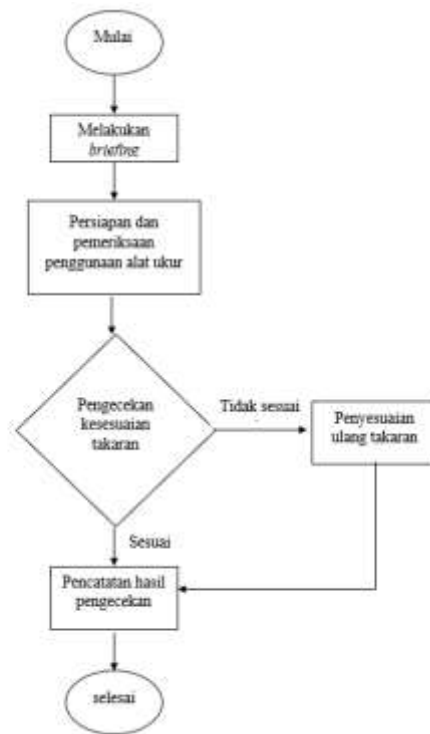 Mulai
Melakukan
briefing
Persiapan dan
pemeriksaan
penggunaan alat ukur
Pengecekan
kesesuaian
takaran
Tidak sesuai
Penyesuaian
ulang takaran
Sesuai
Pencatatan hasil
pengecekan
selesai